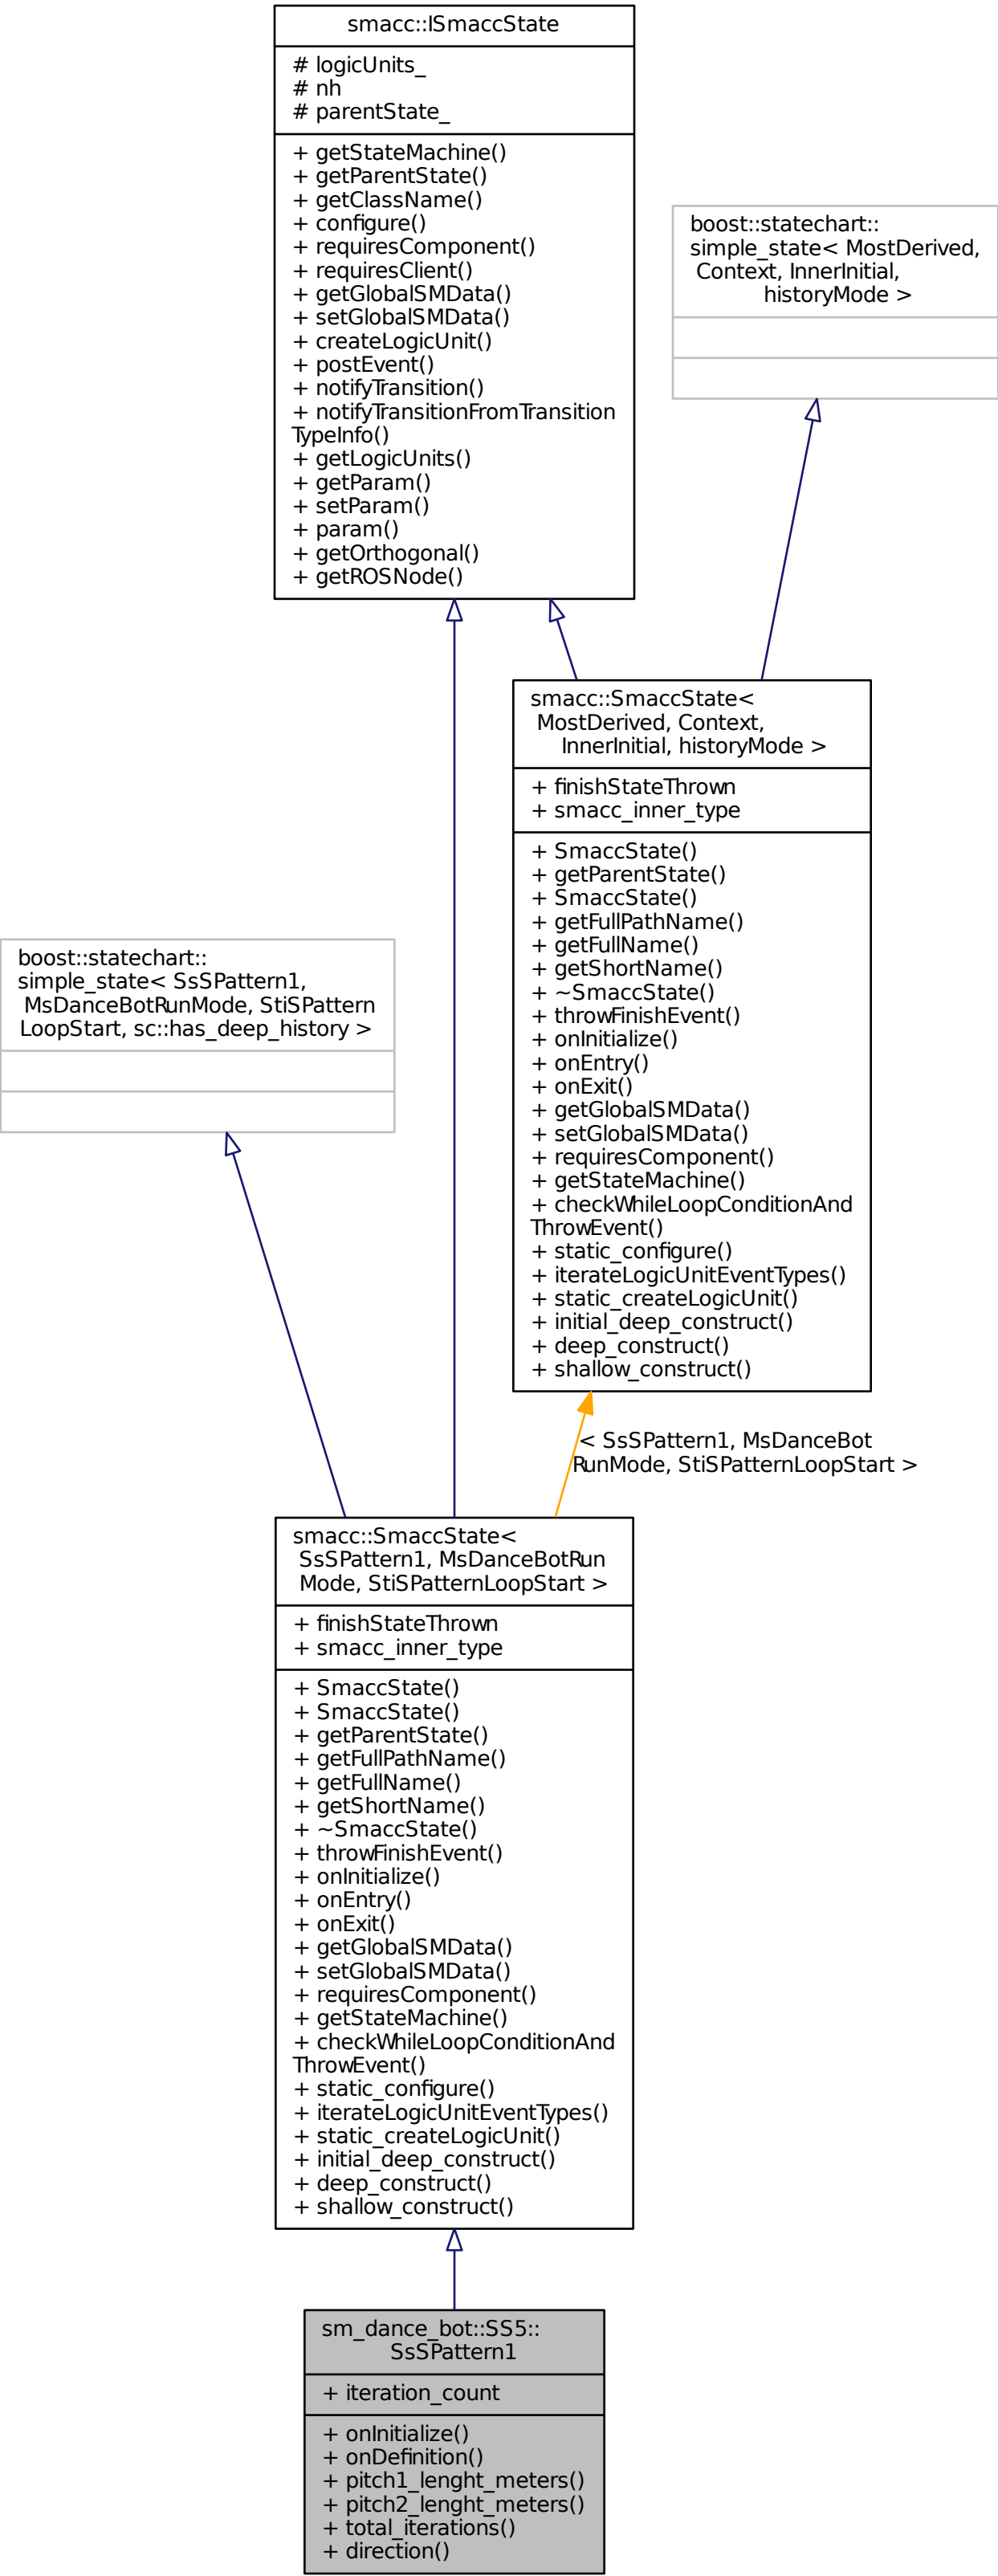 smacc::ISmaccState
# logicUnits_
# nh
# parentState_
+ getStateMachine()
+ getParentState()
+ getClassName()
+ configure()
+ requiresComponent()
+ requiresClient()
+ getGlobalSMData()
+ setGlobalSMData()
+ createLogicUnit()
+ postEvent()
+ notifyTransition()
+ notifyTransitionFromTransition
TypeInfo()
+ getLogicUnits()
+ getParam()
+ setParam()
+ param()
+ getOrthogonal()
+ getROSNode()
boost::statechart::
simple_state< MostDerived,
Context, InnerInitial,
historyMode >
smacc::SmaccState<
MostDerived, Context,
InnerInitial, historyMode >
+ finishStateThrown
+ smacc_inner_type
+ SmaccState()
+ getParentState()
+ SmaccState()
+ getFullPathName()
+ getFullName()
+ getShortName()
+ ~SmaccState()
+ throwFinishEvent()
+ onInitialize()
+ onEntry()
+ onExit()
+ getGlobalSMData()
+ setGlobalSMData()
+ requiresComponent()
+ getStateMachine()
+ checkWhileLoopConditionAnd
ThrowEvent()
+ static_configure()
+ iterateLogicUnitEventTypes()
+ static_createLogicUnit()
+ initial_deep_construct()
+ deep_construct()
+ shallow_construct()
boost::statechart::
simple_state< SsSPattern1,
MsDanceBotRunMode, StiSPattern
LoopStart, sc::has_deep_history >
< SsSPattern1, MsDanceBot
RunMode, StiSPatternLoopStart >
smacc::SmaccState<
SsSPattern1, MsDanceBotRun
Mode, StiSPatternLoopStart >
+ finishStateThrown
+ smacc_inner_type
+ SmaccState()
+ SmaccState()
+ getParentState()
+ getFullPathName()
+ getFullName()
+ getShortName()
+ ~SmaccState()
+ throwFinishEvent()
+ onInitialize()
+ onEntry()
+ onExit()
+ getGlobalSMData()
+ setGlobalSMData()
+ requiresComponent()
+ getStateMachine()
+ checkWhileLoopConditionAnd
ThrowEvent()
+ static_configure()
+ iterateLogicUnitEventTypes()
+ static_createLogicUnit()
+ initial_deep_construct()
+ deep_construct()
+ shallow_construct()
sm_dance_bot::SS5::
SsSPattern1
+ iteration_count
+ onInitialize()
+ onDefinition()
+ pitch1_lenght_meters()
+ pitch2_lenght_meters()
+ total_iterations()
+ direction()